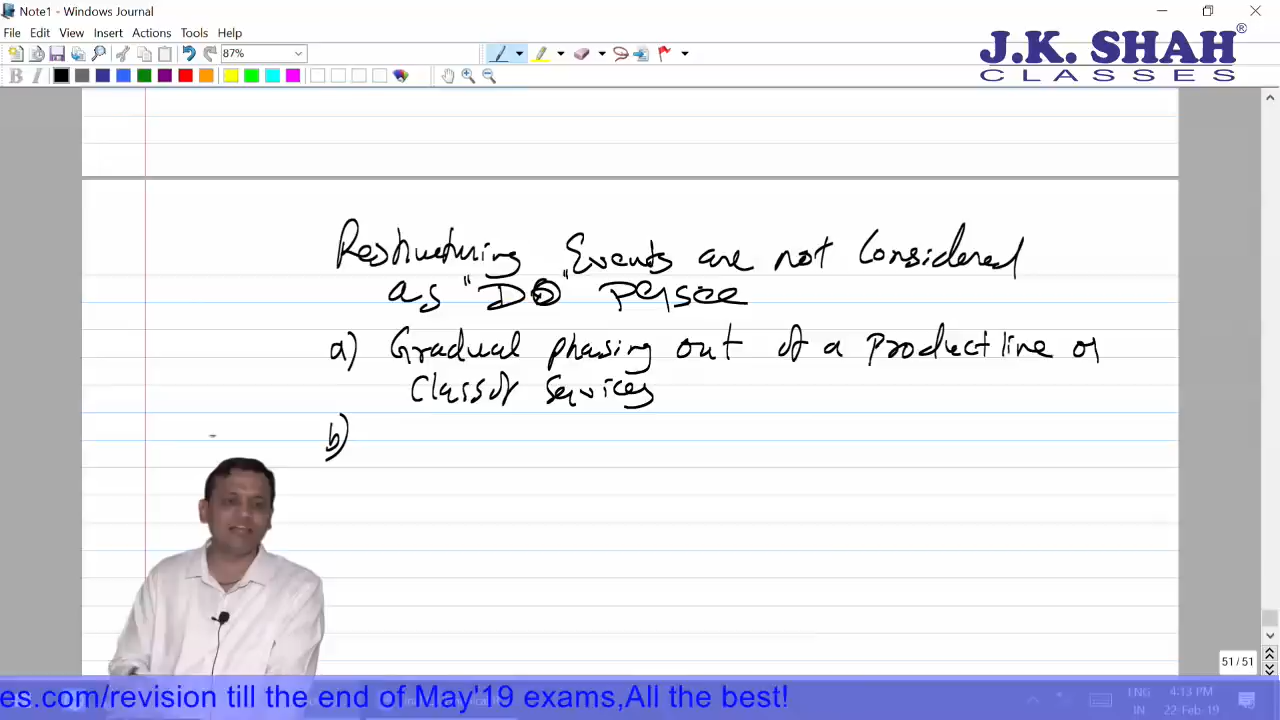 Note1 - Windows Journal
File Edit View Insert Actions Tools Help
87%
B I
J.K. SHAH®
CLASSES
Restructuring Events are not Considered
as "DO" Persee
a) Gradual phasing out of a product line or
Class of Services
b)
51 / 51
es.com/revision till the end of May'19 exams,All the best!
ENG 4:13 PM
IN 22-Feb-19